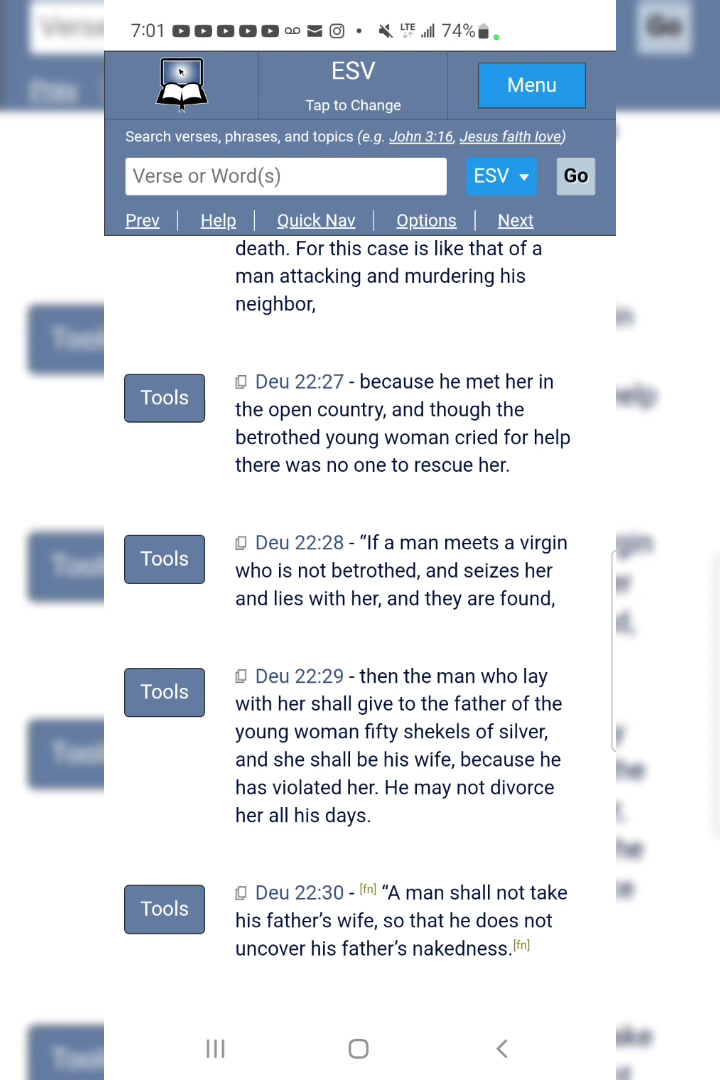 7:01 LTE 74%
ESV
Tap to Change
Menu
Search verses, phrases, and topics (e.g. John 3:16, Jesus faith love)
Verse or Word(s)
ESV
Go
Prev | Help | Quick Nav | Options | Next
death. For this case is like that of a
man attacking and murdering his
neighbor,
Tools
Deu 22:27 - because he met her in
the open country, and though the
betrothed young woman cried for help
there was no one to rescue her.
Tools
Deu 22:28 - “If a man meets a virgin
who is not betrothed, and seizes her
and lies with her, and they are found,
Tools
Deu 22:29 - then the man who lay
with her shall give to the father of the
young woman fifty shekels of silver,
and she shall be his wife, because he
has violated her. He may not divorce
her all his days.
Tools
Deu 22:30 - [fn] “A man shall not take
his father’s wife, so that he does not
uncover his father’s nakedness.[fn]